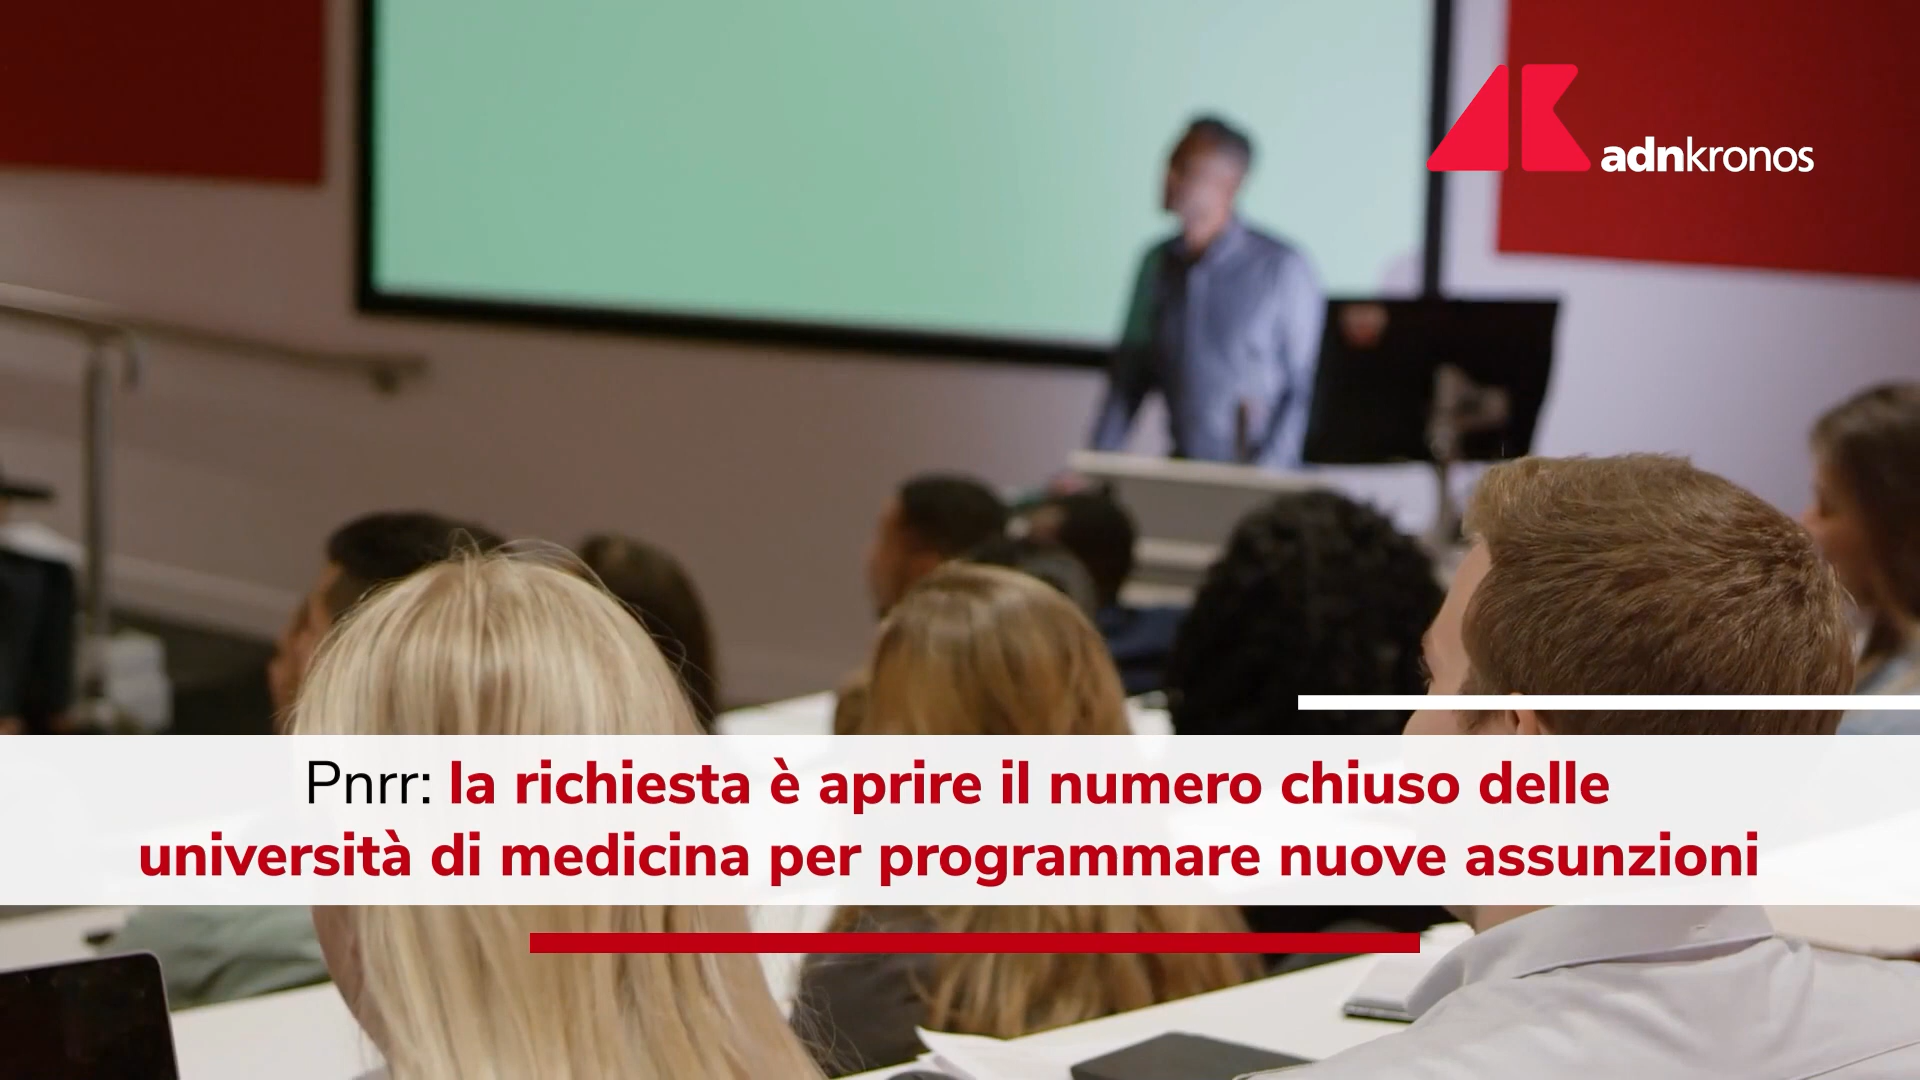 adnkronos
Pnrr: la richiesta è aprire il numero chiuso delle
università di medicina per programmare nuove assunzioni